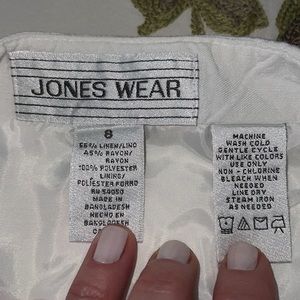 JONES WEAR
8
55% LINEN/LINO
45% RAYON/
RAYON
100% POLYESTER
LINING/
POLIESTER FORRO
RN 54050
MADE IN
BANGLADESH
HECHO EN
BANGLADESH
MACHINE
WASH COLD
GENTLE CYCLE
WITH LIKE COLORS
USE ONLY
NON - CHLORINE
BLEACH WHEN
NEEDED
LINE DRY
STEAM IRON
AS NEEDED